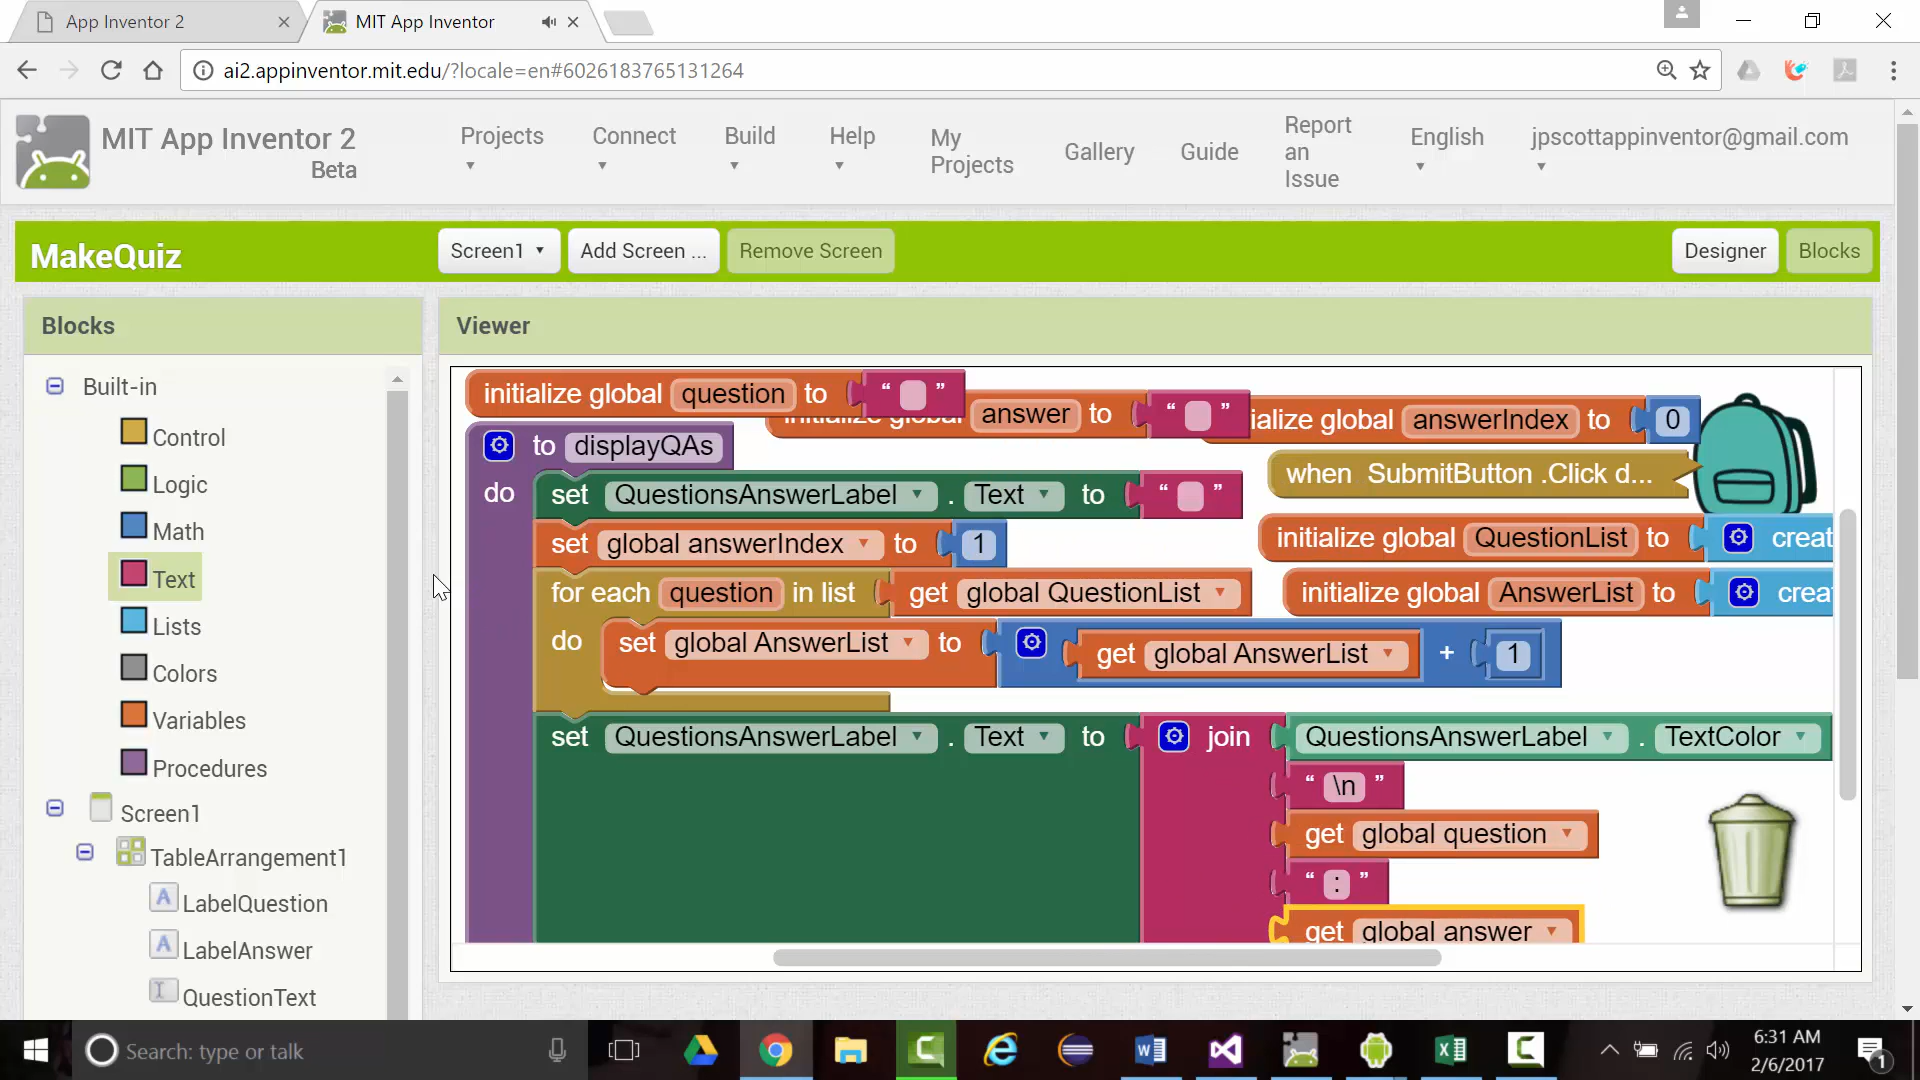 App Inventor 2
MIT App Inventor
ai2.appinventor.mit.edu/?locale=en#6026183765131264
MIT App Inventor 2
Beta
Projects
Connect
Build
Help
My
Projects
Gallery
Guide
Report
an
Issue
English
jpscottappinventor@gmail.com
MakeQuiz
Screen1
Add Screen ...
Remove Screen
Designer
Blocks
Blocks
Viewer
Built-in
Control
Logic
Math
Text
Lists
Colors
Variables
Procedures
Screen1
TableArrangement1
LabelQuestion
LabelAnswer
QuestionText
initialize global question to “ ”
initialize global answer to “ ”
ialize global answerIndex to 0
to displayQAs
when SubmitButton .Click d...
do set QuestionsAnswerLabel . Text to “ ”
set global answerIndex to 1
initialize global QuestionList to creat
for each question in list get global QuestionList
initialize global AnswerList to crea
do set global AnswerList to get global AnswerList + 1
set QuestionsAnswerLabel . Text to join QuestionsAnswerLabel . TextColor
“ \n ”
get global question
“ : ”
get global answer
Search: type or talk
6:31 AM
2/6/2017
1